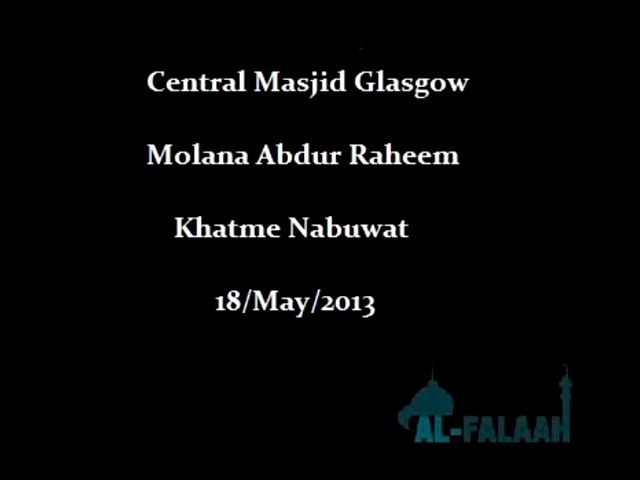 Central Masjid Glasgow
Molana Abdur Raheem
Khatme Nabuwat
18/May/2013
AL-FALAAH